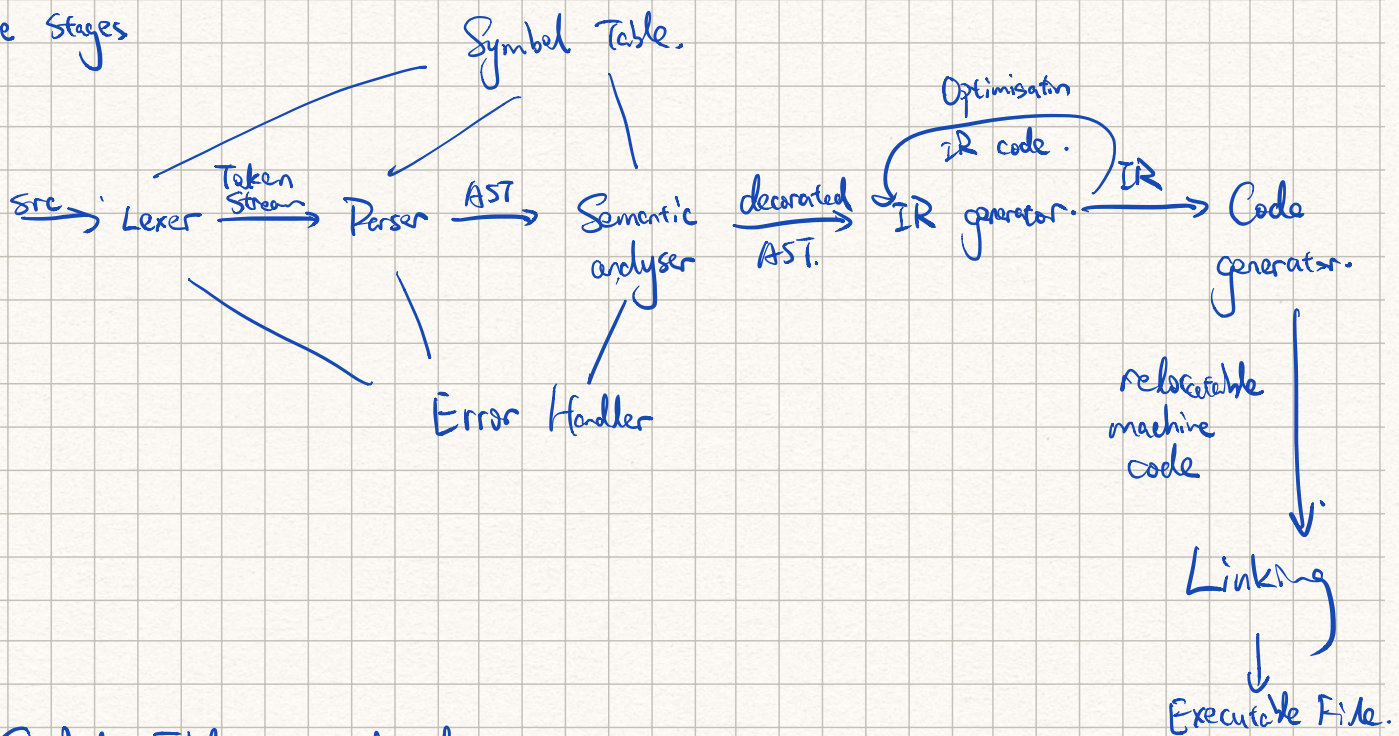 e Stages
Symbol Table.
Optimisatin
IR code.
src
Lexer
Token
Stream
Parser
AST
Semantic
analyser
decorated
AST.
IR generator.
IR
Code
generator.
Error Handler
relocatable
machine
code
Linking
Executable File.